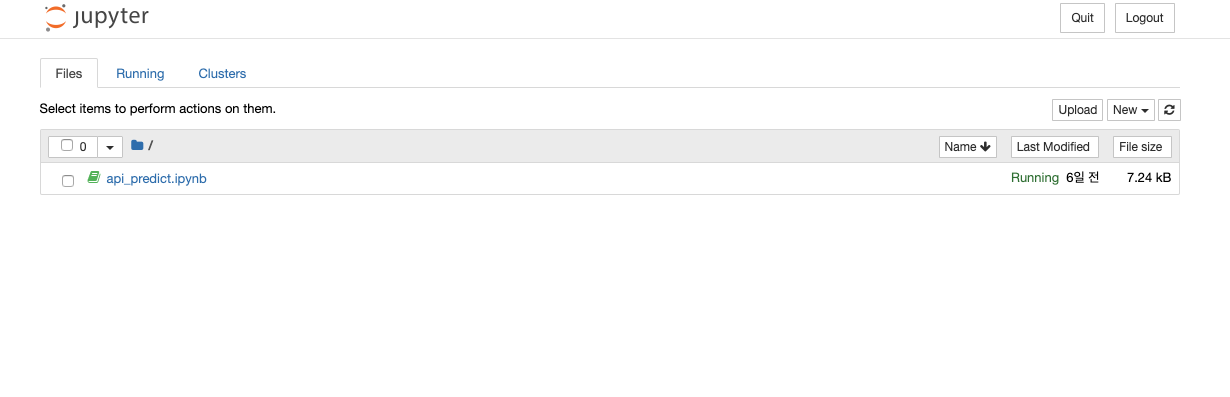 jupyter Quit Logout
Files Running Clusters
Select items to perform actions on them. Upload New
0 / Name Last Modified File size
api_predict.ipynb Running 6일 전 7.24 kB